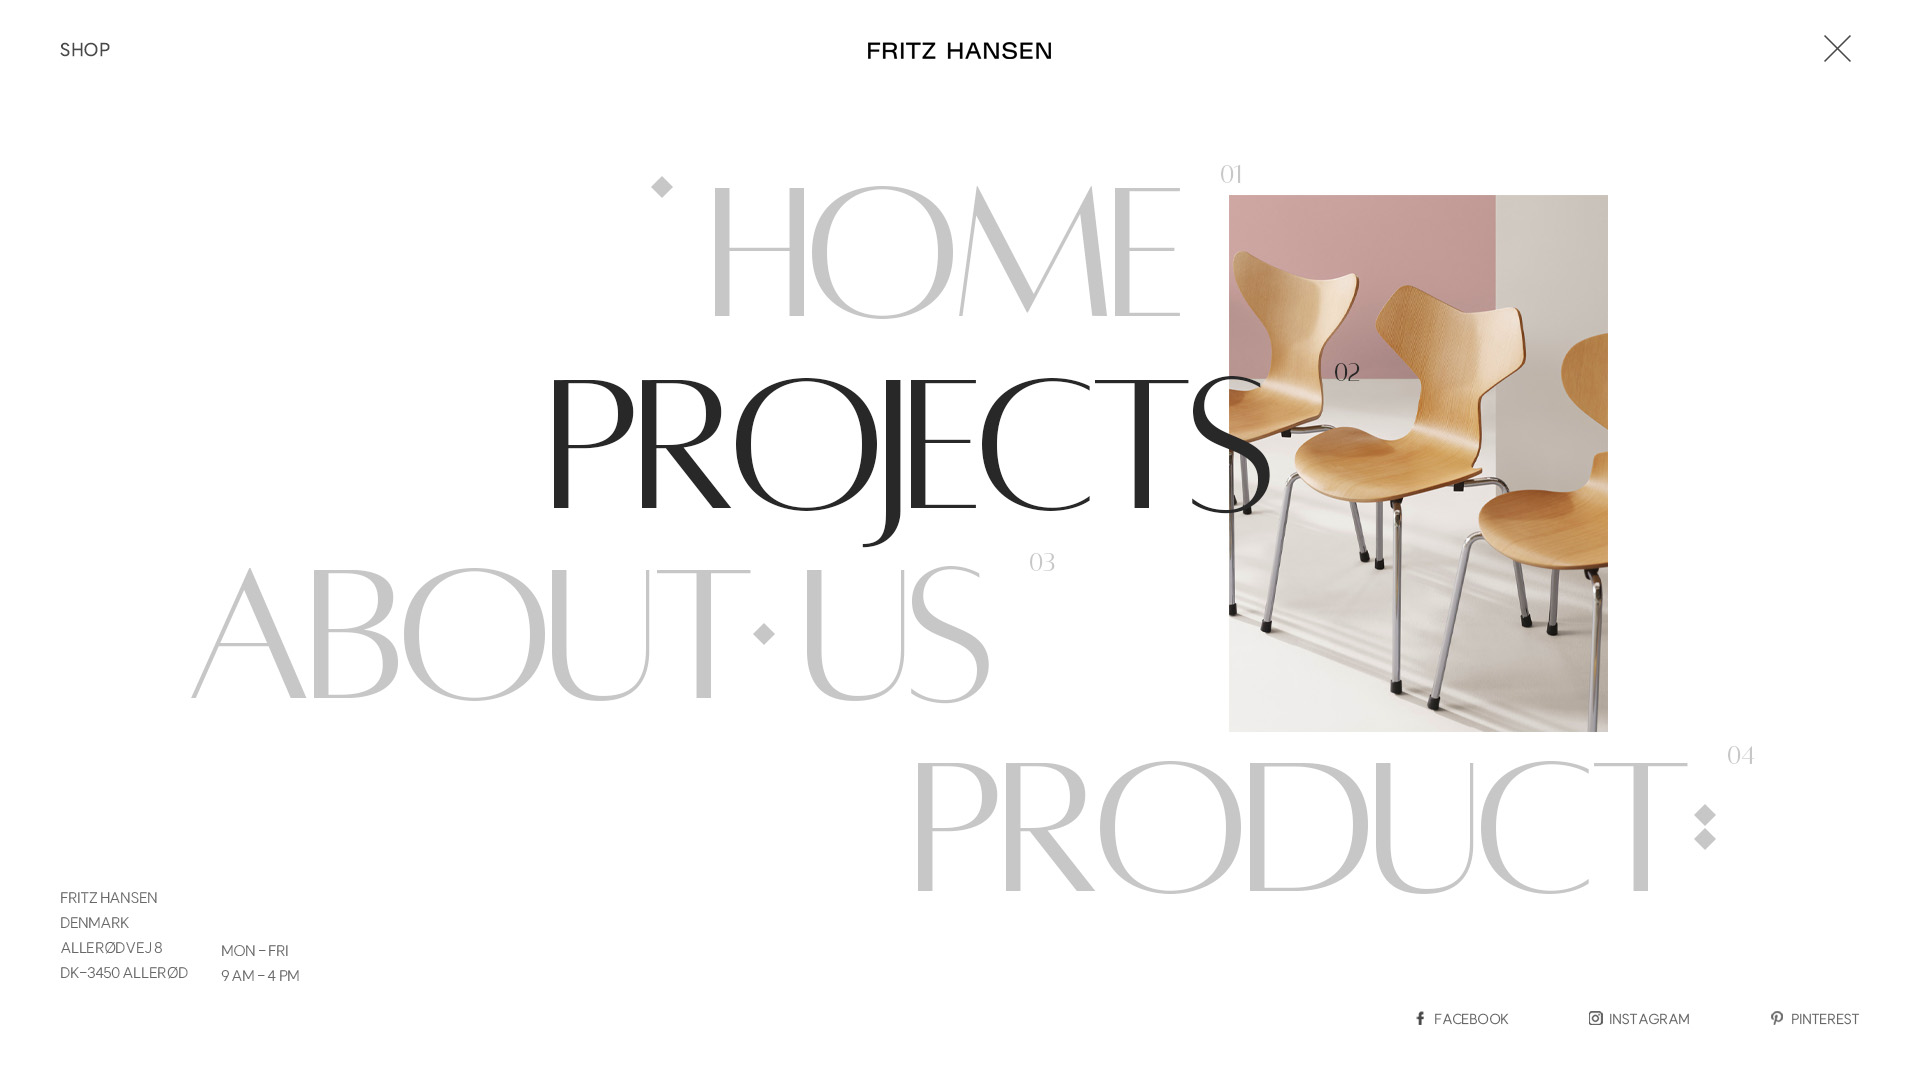 SHOP
FRITZ HANSEN
HOME
01
PROJECTS
02
ABOUT US
03
PRODUCT
04
FRITZ HANSEN
DENMARK
ALLERØDVEJ 8
DK-3450 ALLERØD
MON - FRI
9 AM - 4 PM
FACEBOOK
INSTAGRAM
PINTEREST